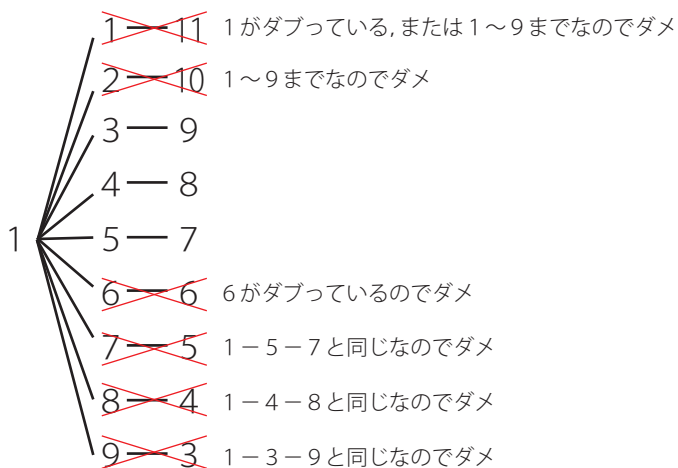 1 — 11 1がダブっている, または1～9までなのでダメ
2 — 10 1～9までなのでダメ
3 — 9
4 — 8
1
5 — 7
6 — 6 6がダブっているのでダメ
7 — 5 1－5－7と同じなのでダメ
8 — 4 1－4－8と同じなのでダメ
9 — 3 1－3－9と同じなのでダメ